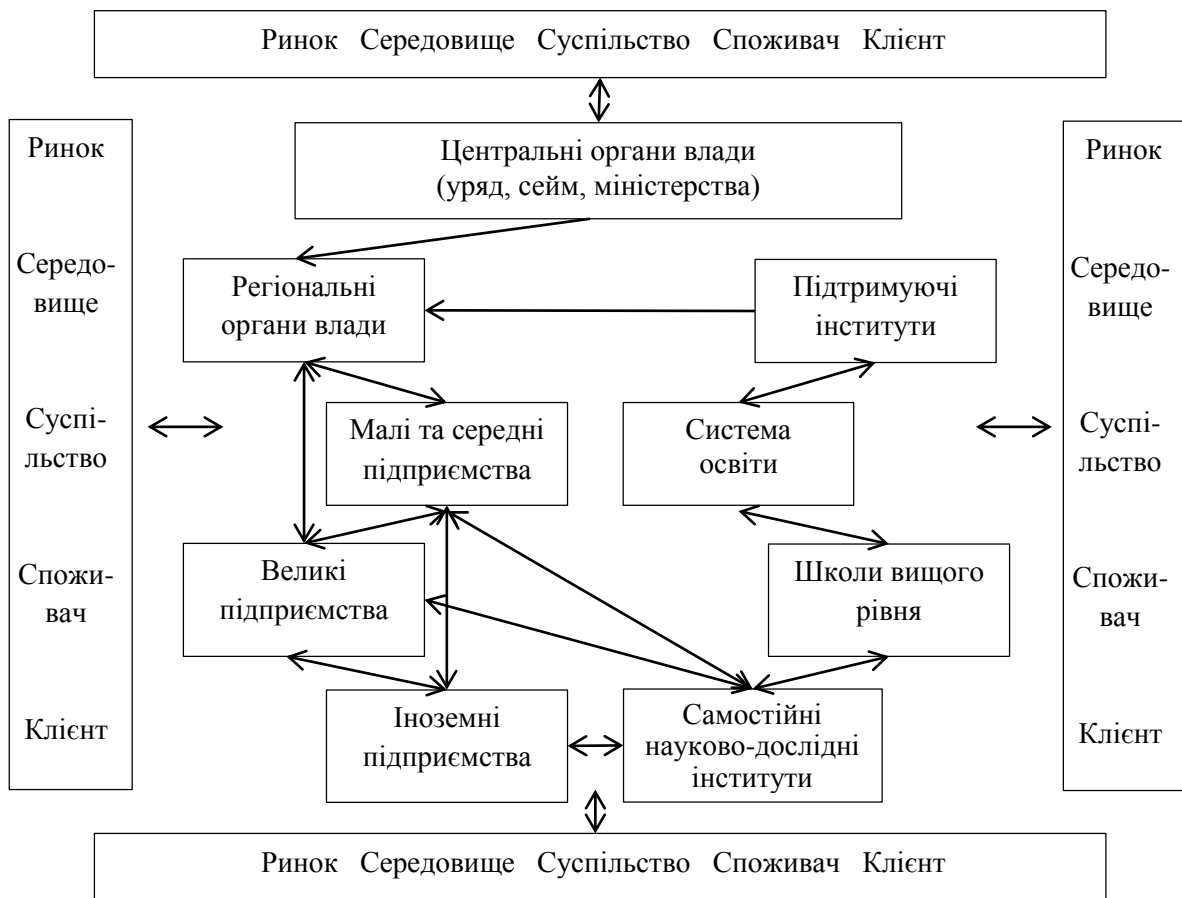 Ринок Середовище Суспільство Споживач Клієнт
Ринок
Середо-
вище
Суспі-
льство
Спожи-
вач
Клієнт
Центральні органи влади
(уряд, сейм, міністерства)
Регіональні
органи влади
Підтримуючі
інститути
Малі та середні
підприємства
Система
освіти
Великі
підприємства
Школи вищого
рівня
Іноземні
підприємства
Самостійні
науково-дослідні
інститути
Ринок
Середо-
вище
Суспі-
льство
Спожи-
вач
Клієнт
Ринок Середовище Суспільство Споживач Клієнт